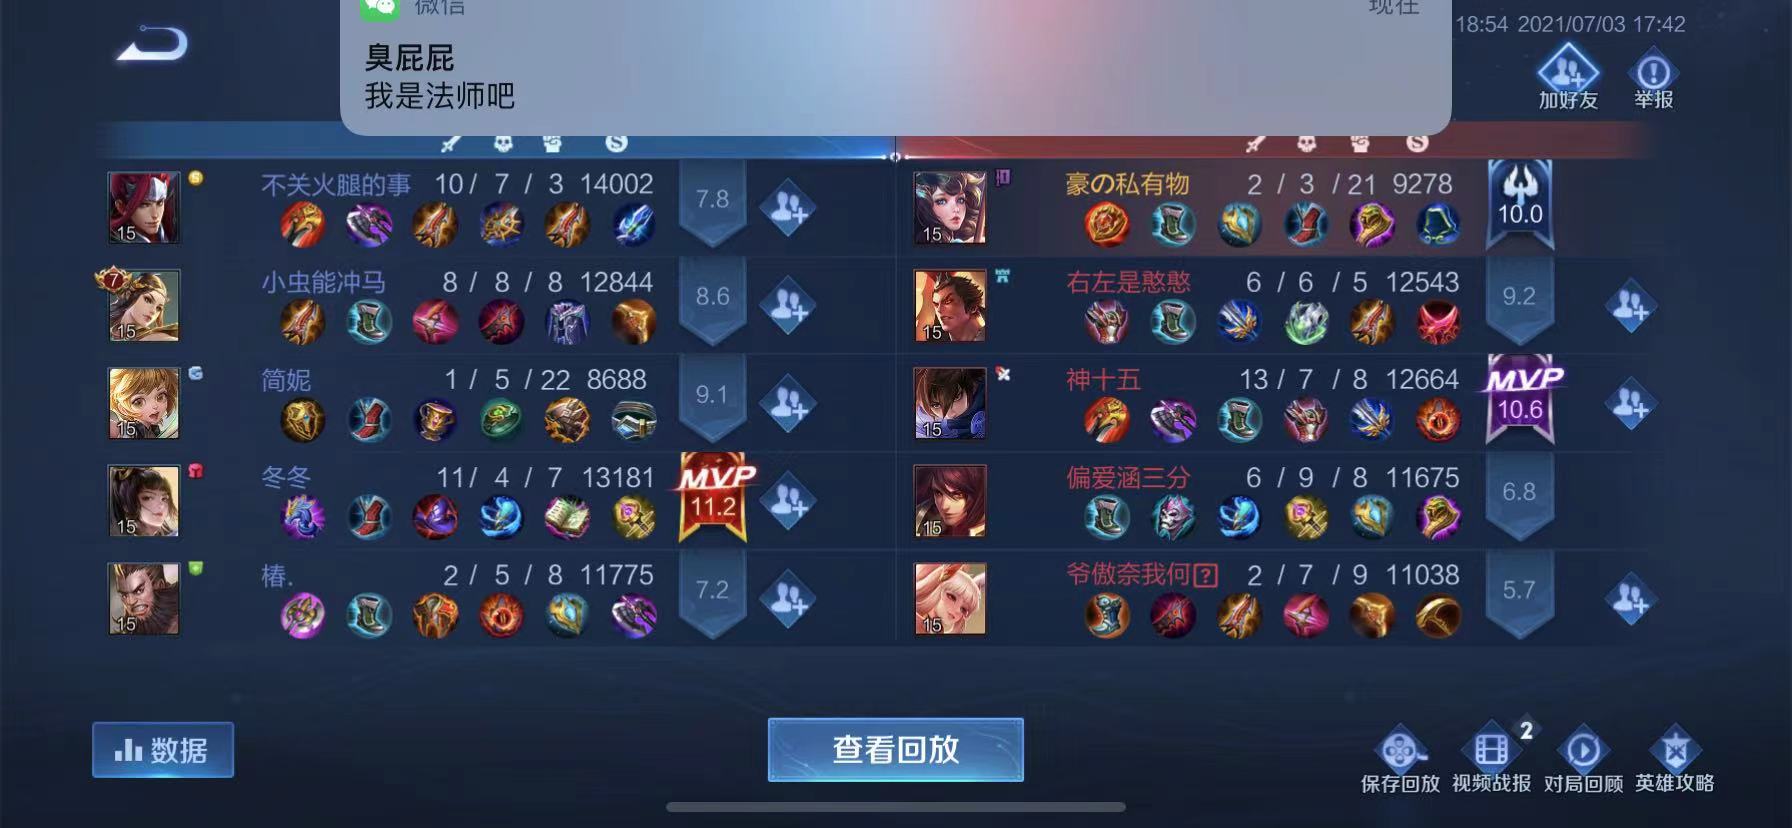 微信
现在
臭屁屁
我是法师吧
18:54 2021/07/03 17:42
加好友
举报
15 不关火腿的事 10 / 7 / 3 14002 7.8
15 豪の私有物 2 / 3 / 21 9278 10.0
7 15 小虫能冲马 8 / 8 / 8 12844 8.6
15 右左是憨憨 6 / 6 / 5 12543 9.2
15 简妮 1 / 5 / 22 8688 9.1
15 神十五 13 / 7 / 8 12664 MVP 10.6
15 冬冬 11 / 4 / 7 13181 MVP 11.2
15 偏爱涵三分 6 / 9 / 8 11675 6.8
15 椿. 2 / 5 / 8 11775 7.2
15 爷傲奈我何? 2 / 7 / 9 11038 5.7
数据
查看回放
保存回放
视频战报 2
对局回顾
英雄攻略